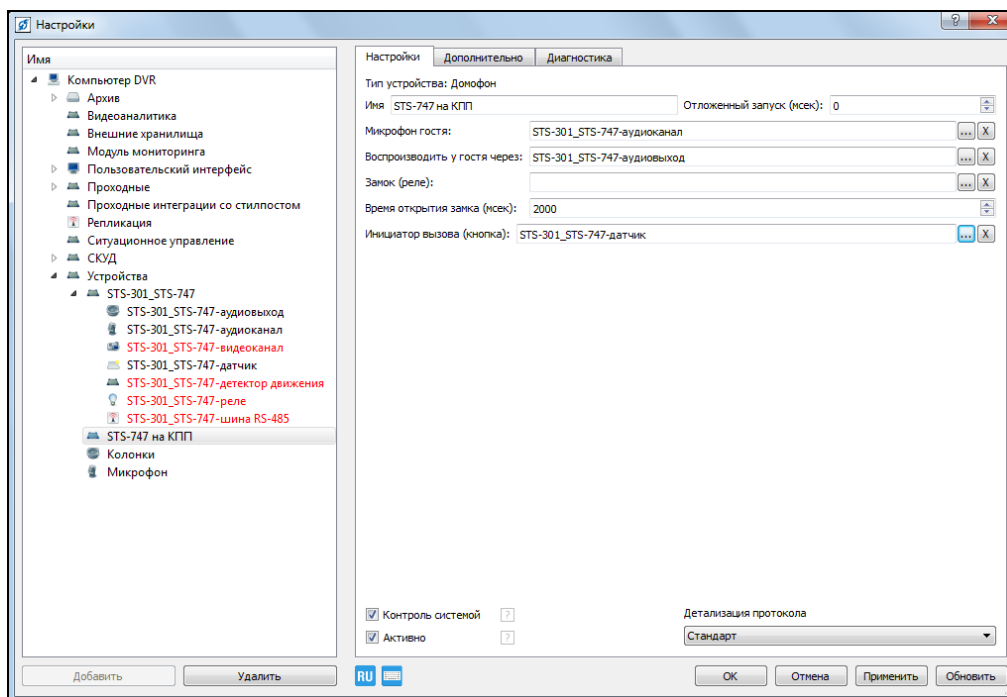 Настройки
Имя
Компьютер DVR
Архив
Видеоаналитика
Внешние хранилища
Модуль мониторинга
Пользовательский интерфейс
Проходные
Проходные интеграции со стилпостом
Репликация
Ситуационное управление
СКУД
Устройства
STS-301_STS-747
STS-301_STS-747-аудиовыход
STS-301_STS-747-аудиоканал
STS-301_STS-747-видеоканал
STS-301_STS-747-датчик
STS-301_STS-747-детектор движения
STS-301_STS-747-реле
STS-301_STS-747-шина RS-485
STS-747 на КПП
Колонки
Микрофон
Добавить Удалить
Настройки Дополнительно Диагностика
Тип устройства: Домофон
Имя STS-747 на КПП Отложенный запуск (мсек): 0
Микрофон гостя: STS-301_STS-747-аудиоканал ... X
Воспроизводить у гостя через: STS-301_STS-747-аудиовыход ... X
Замок (реле): ... X
Время открытия замка (мсек): 2000
Инициатор вызова (кнопка): STS-301_STS-747-датчик ... X
Контроль системой ? Детализация протокола
Активно ? Стандарт
RU OK Отмена Применить Обновить